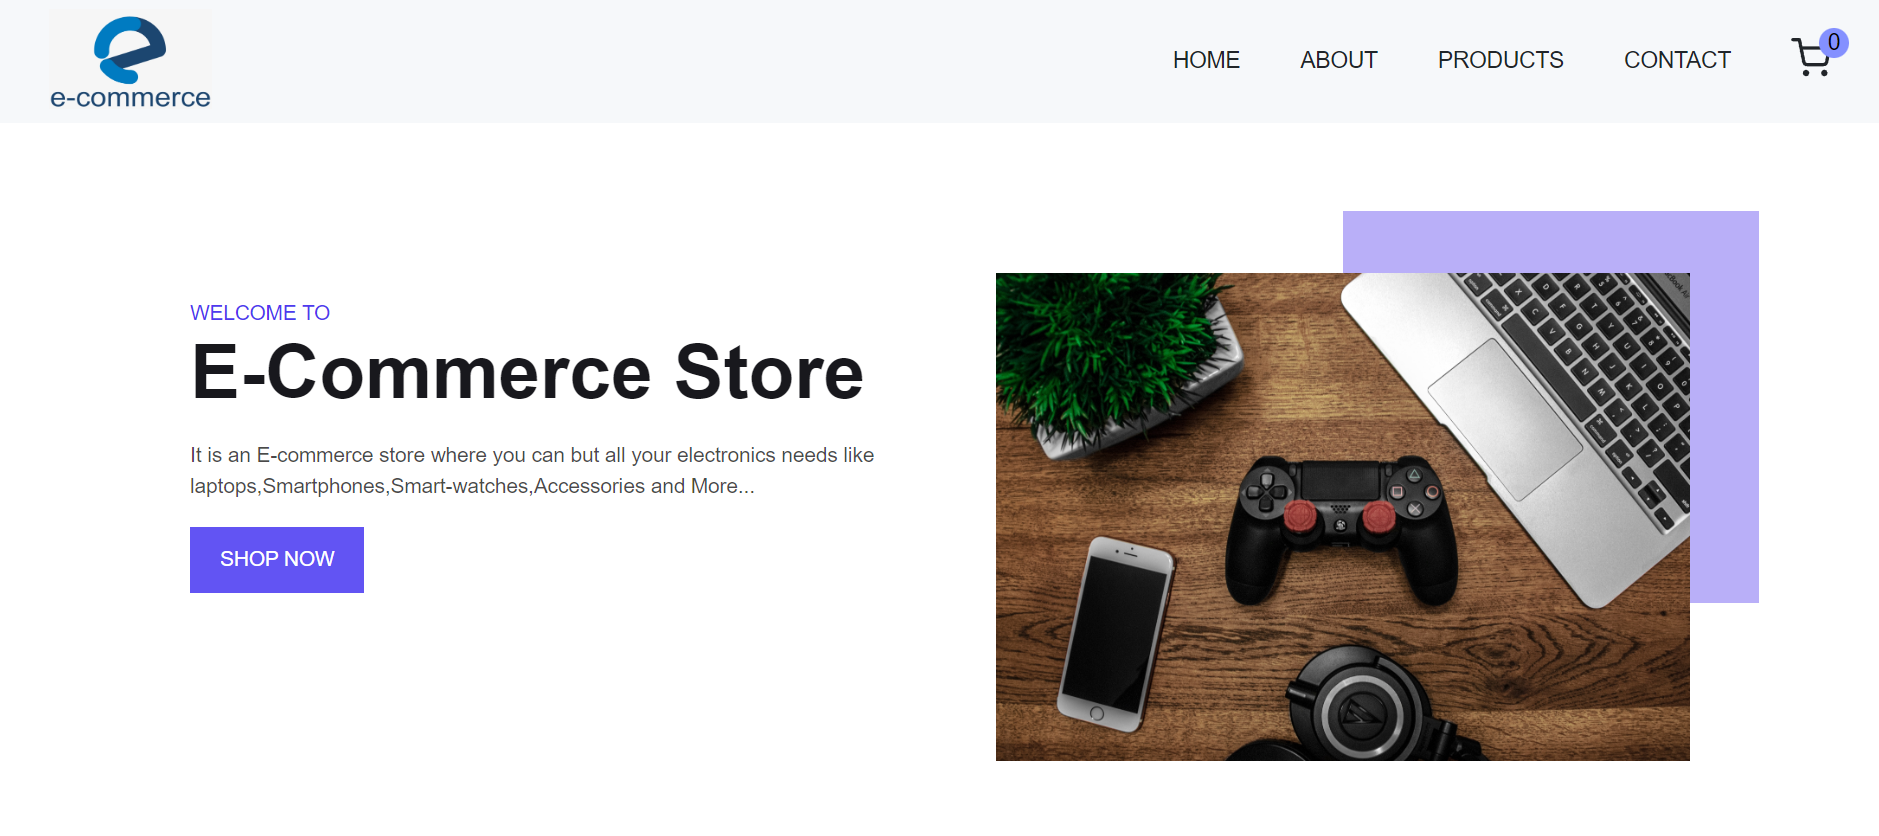 e-commerce
HOME ABOUT PRODUCTS CONTACT 0
WELCOME TO
E-Commerce Store
It is an E-commerce store where you can but all your electronics needs like
laptops,Smartphones,Smart-watches,Accessories and More...
SHOP NOW